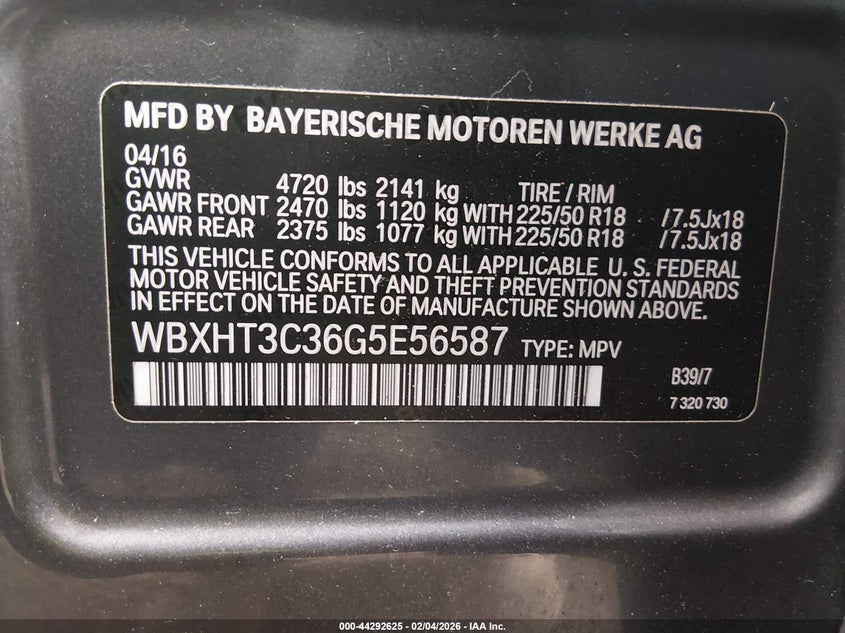 MFD BY BAYERISCHE MOTOREN WERKE AG
04/16
GVWR 4720 lbs 2141 kg TIRE / RIM
GAWR FRONT 2470 lbs 1120 kg WITH 225/50 R18 / 7.5Jx18
GAWR REAR 2375 lbs 1077 kg WITH 225/50 R18 / 7.5Jx18
THIS VEHICLE CONFORMS TO ALL APPLICABLE U. S. FEDERAL
MOTOR VEHICLE SAFETY AND THEFT PREVENTION STANDARDS
IN EFFECT ON THE DATE OF MANUFACTURE SHOWN ABOVE.
WBXHT3C36G5E56587 TYPE: MPV
B39/7
7 320 730
000-44292625 - 02/04/2026 - IAA Inc.